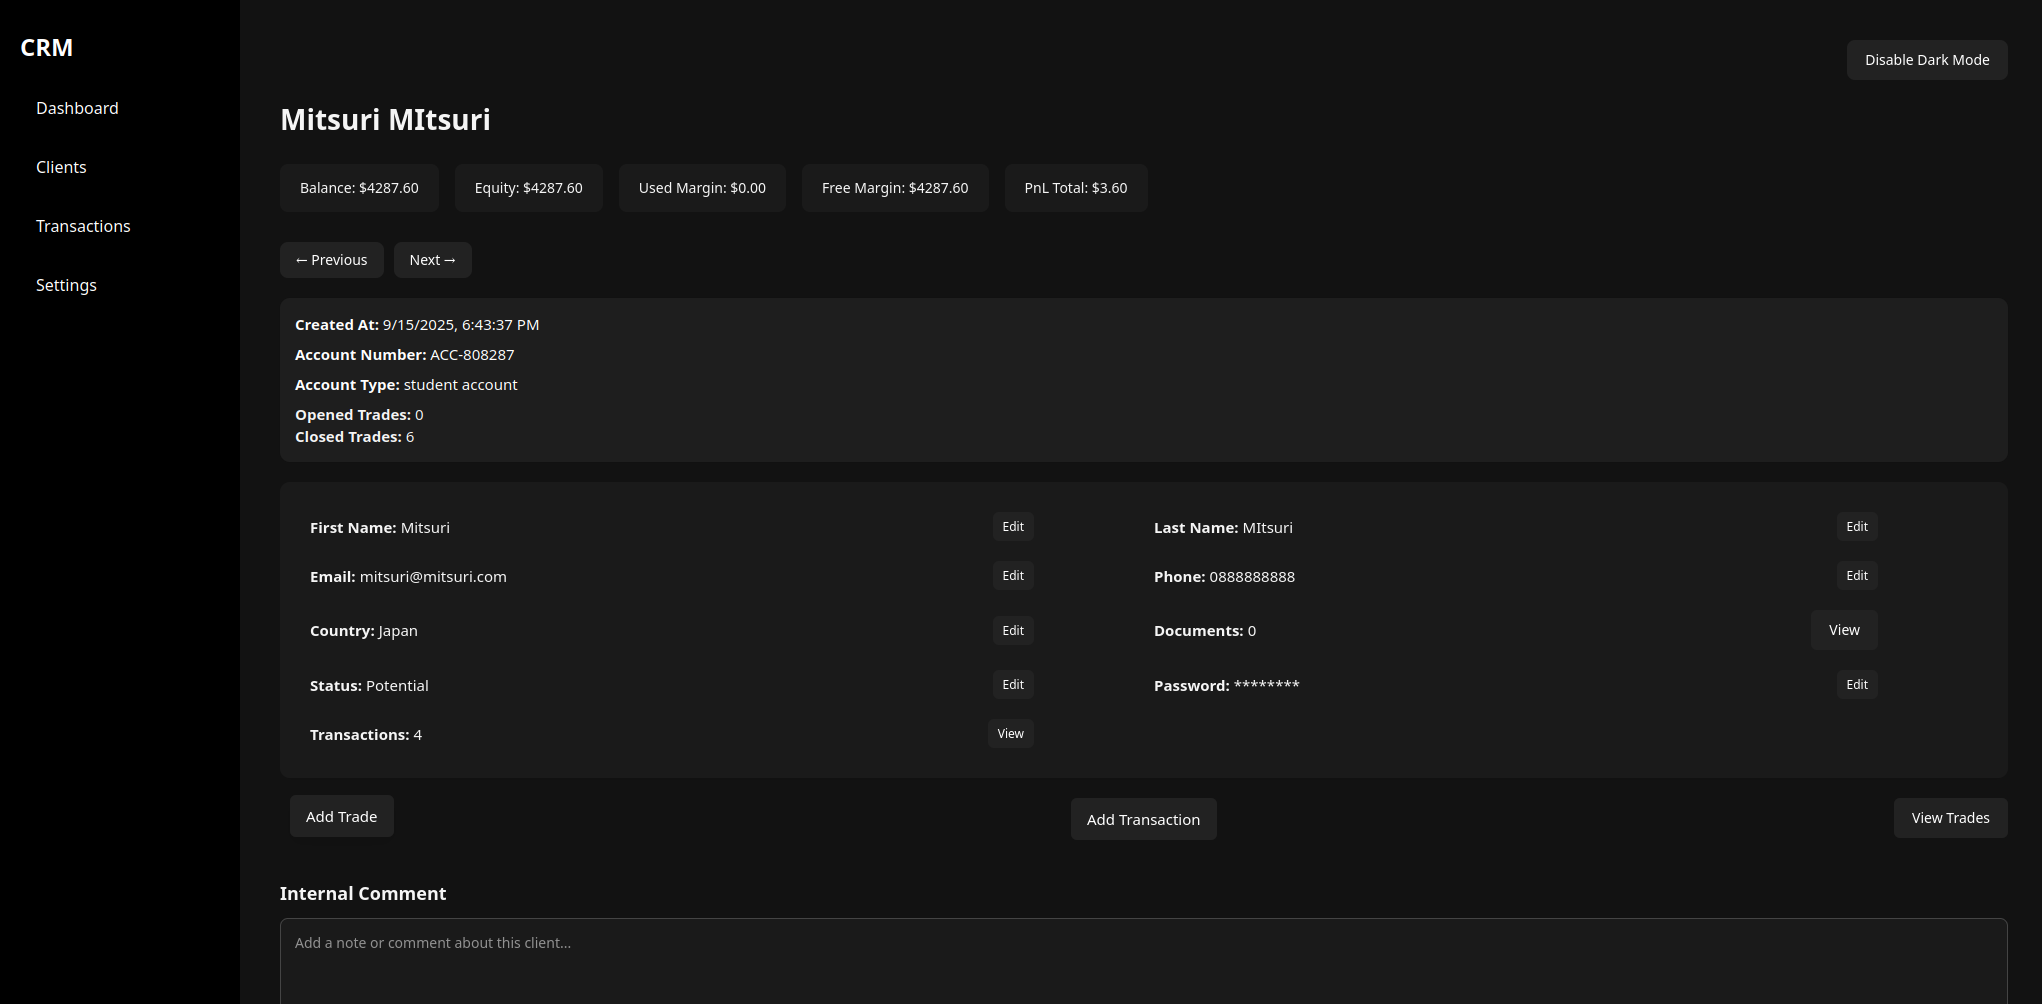 CRM
Dashboard
Clients
Transactions
Settings
Disable Dark Mode
Mitsuri MItsuri
Balance: $4287.60
Equity: $4287.60
Used Margin: $0.00
Free Margin: $4287.60
PnL Total: $3.60
← Previous
Next →
Created At: 9/15/2025, 6:43:37 PM
Account Number: ACC-808287
Account Type: student account
Opened Trades: 0
Closed Trades: 6
First Name: Mitsuri
Edit
Last Name: MItsuri
Edit
Email: mitsuri@mitsuri.com
Edit
Phone: 0888888888
Edit
Country: Japan
Edit
Documents: 0
View
Status: Potential
Edit
Password: ********
Edit
Transactions: 4
View
Add Trade
Add Transaction
View Trades
Internal Comment
Add a note or comment about this client...